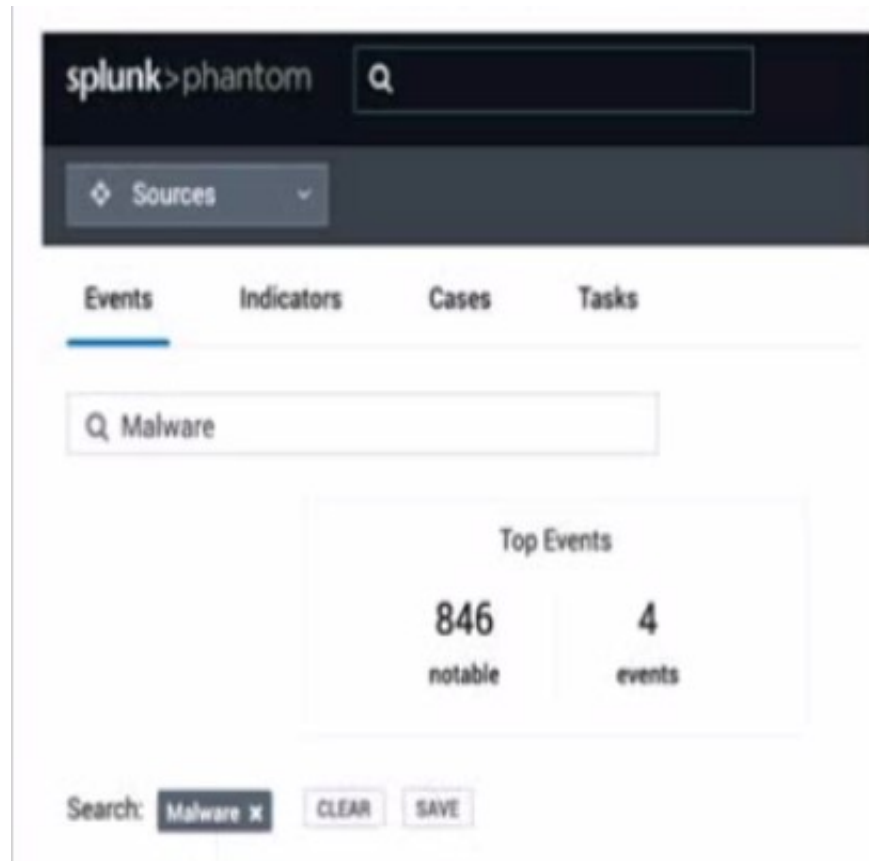 splunk>phantom
Sources
Events Indicators Cases Tasks
Malware
Top Events
846 4
notable events
Search: Malware x CLEAR SAVE